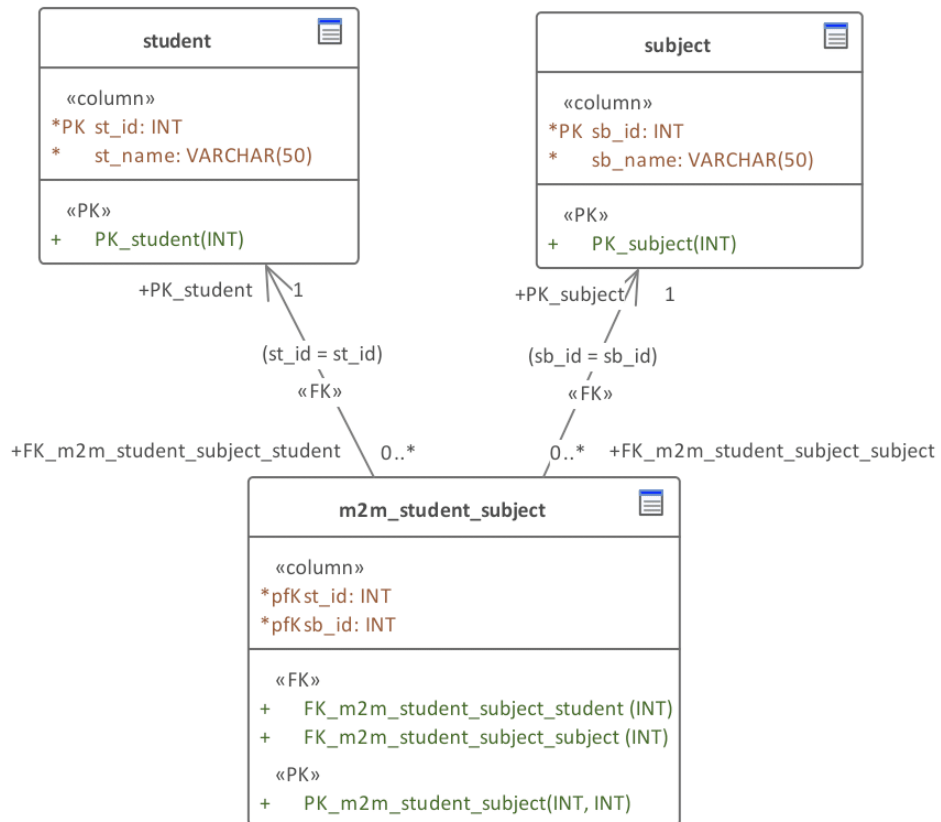 student
«column»
*PK st_id: INT
* st_name: VARCHAR(50)
«PK»
+ PK_student(INT)
subject
«column»
*PK sb_id: INT
* sb_name: VARCHAR(50)
«PK»
+ PK_subject(INT)
+PK_student 1
+PK_subject 1
(st_id = st_id)
«FK»
(sb_id = sb_id)
«FK»
+FK_m2m_student_subject_student 0..*
0..* +FK_m2m_student_subject_subject
m2m_student_subject
«column»
*pfK st_id: INT
*pfK sb_id: INT
«FK»
+ FK_m2m_student_subject_student (INT)
+ FK_m2m_student_subject_subject (INT)
«PK»
+ PK_m2m_student_subject(INT, INT)